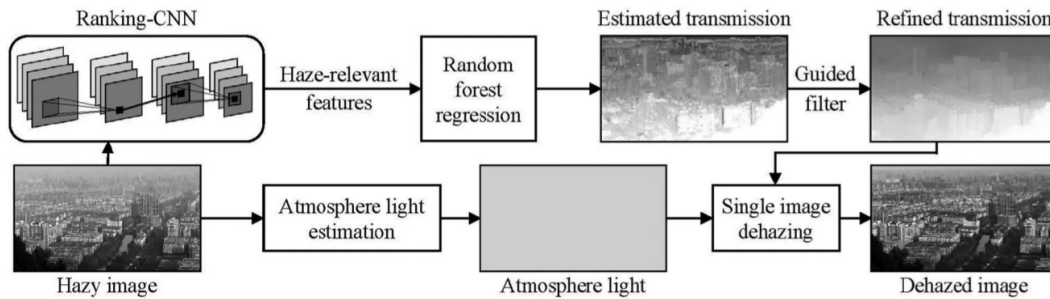 Ranking-CNN
Estimated transmission
Refined transmission
Haze-relevant
features
Random
forest
regression
Guided
filter
Atmosphere light
estimation
Single image
dehazing
Hazy image
Atmosphere light
Dehazed image